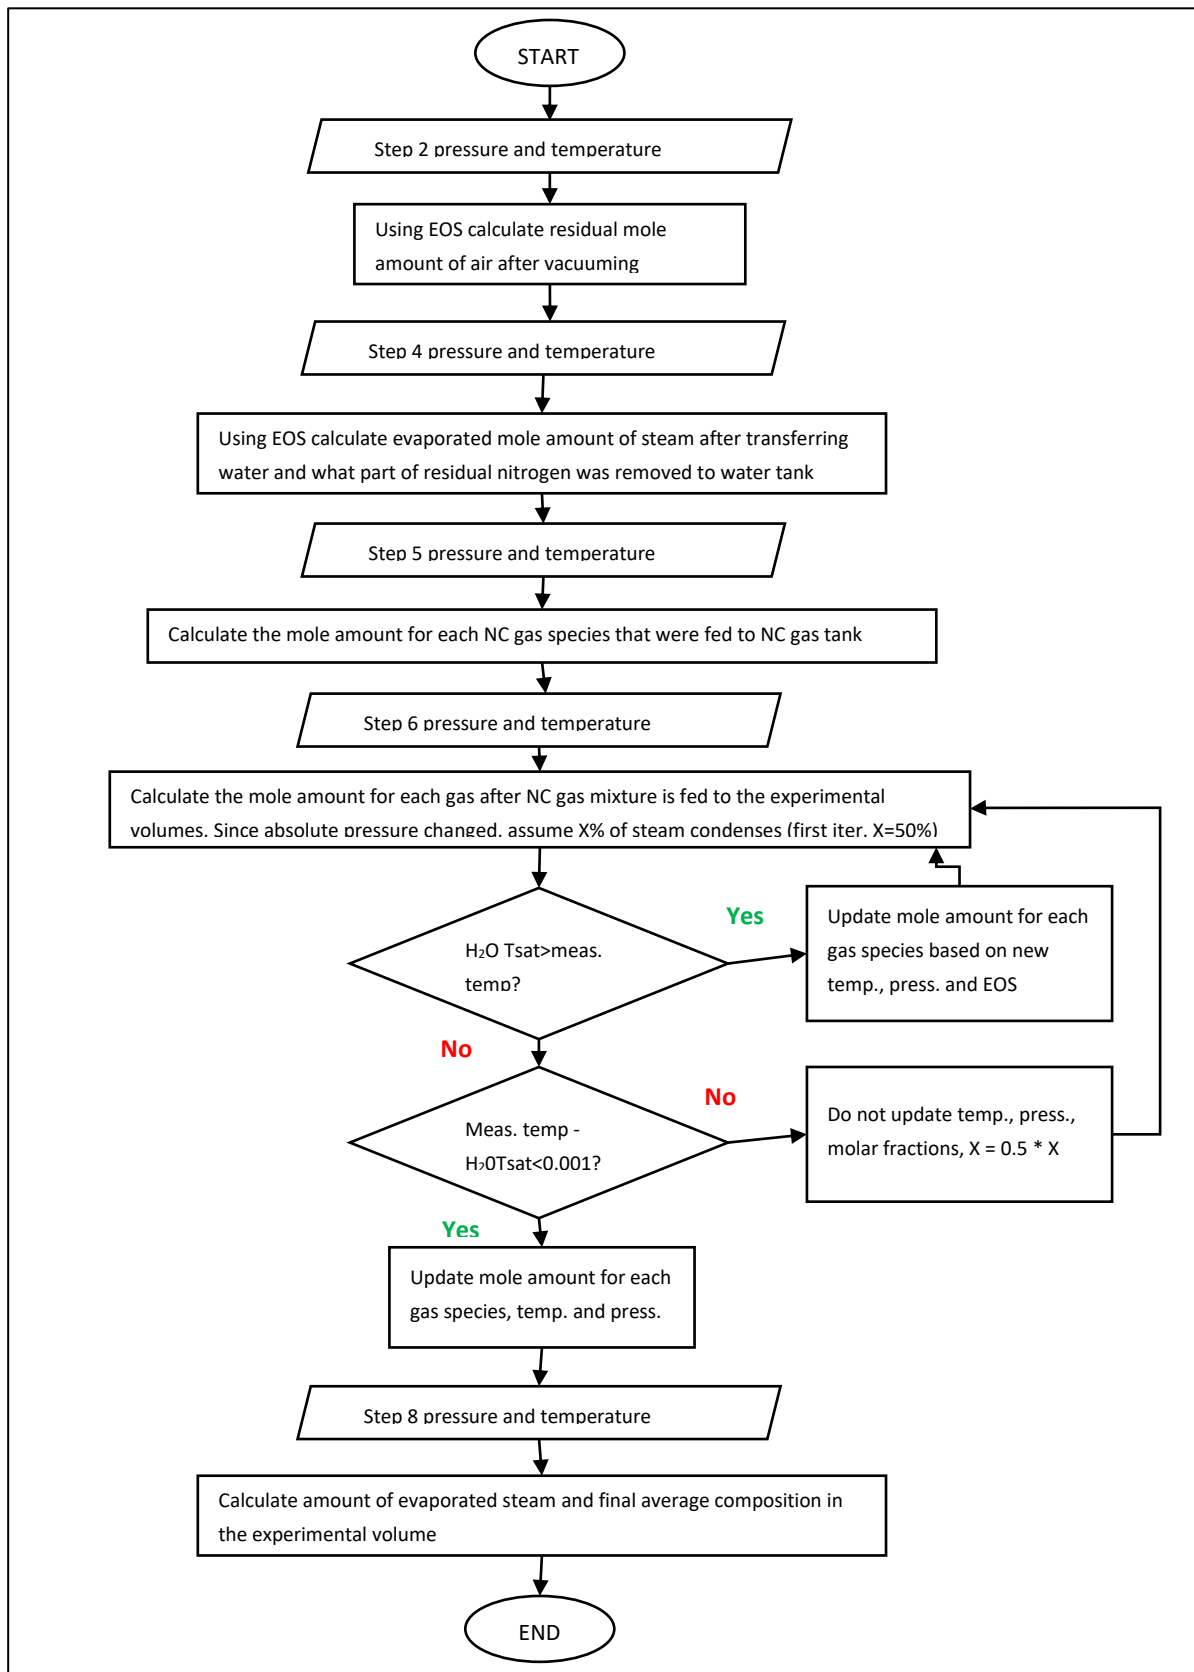 START
Step 2 pressure and temperature
Using EOS calculate residual mole
amount of air after vacuuming
Step 4 pressure and temperature
Using EOS calculate evaporated mole amount of steam after transferring
water and what part of residual nitrogen was removed to water tank
Step 5 pressure and temperature
Calculate the mole amount for each NC gas species that were fed to NC gas tank
Step 6 pressure and temperature
Calculate the mole amount for each gas after NC gas mixture is fed to the experimental
volumes. Since absolute pressure changed, assume X% of steam condenses (first iter. X=50%)
H₂O Tsat>meas.
temp?
Yes
Update mole amount for each
gas species based on new
temp., press. and EOS
No
Meas. temp -
H₂0Tsat<0.001?
No
Do not update temp., press.,
molar fractions, X = 0.5 * X
Yes
Update mole amount for each
gas species, temp. and press.
Step 8 pressure and temperature
Calculate amount of evaporated steam and final average composition in
the experimental volume
END